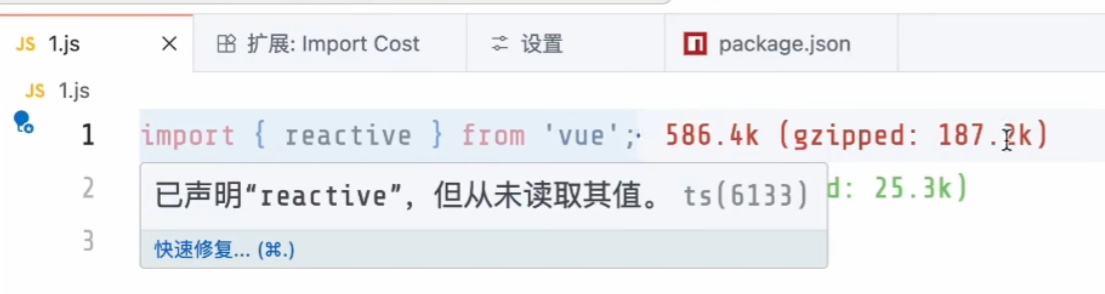 JS 1.js
扩展: Import Cost
设置
package.json
JS 1.js
1 import { reactive } from 'vue'; 586.4k (gzipped: 187.2k)
2 d: 25.3k)
已声明“reactive”，但从未读取其值。 ts(6133)
3
快速修复... (⌘.)